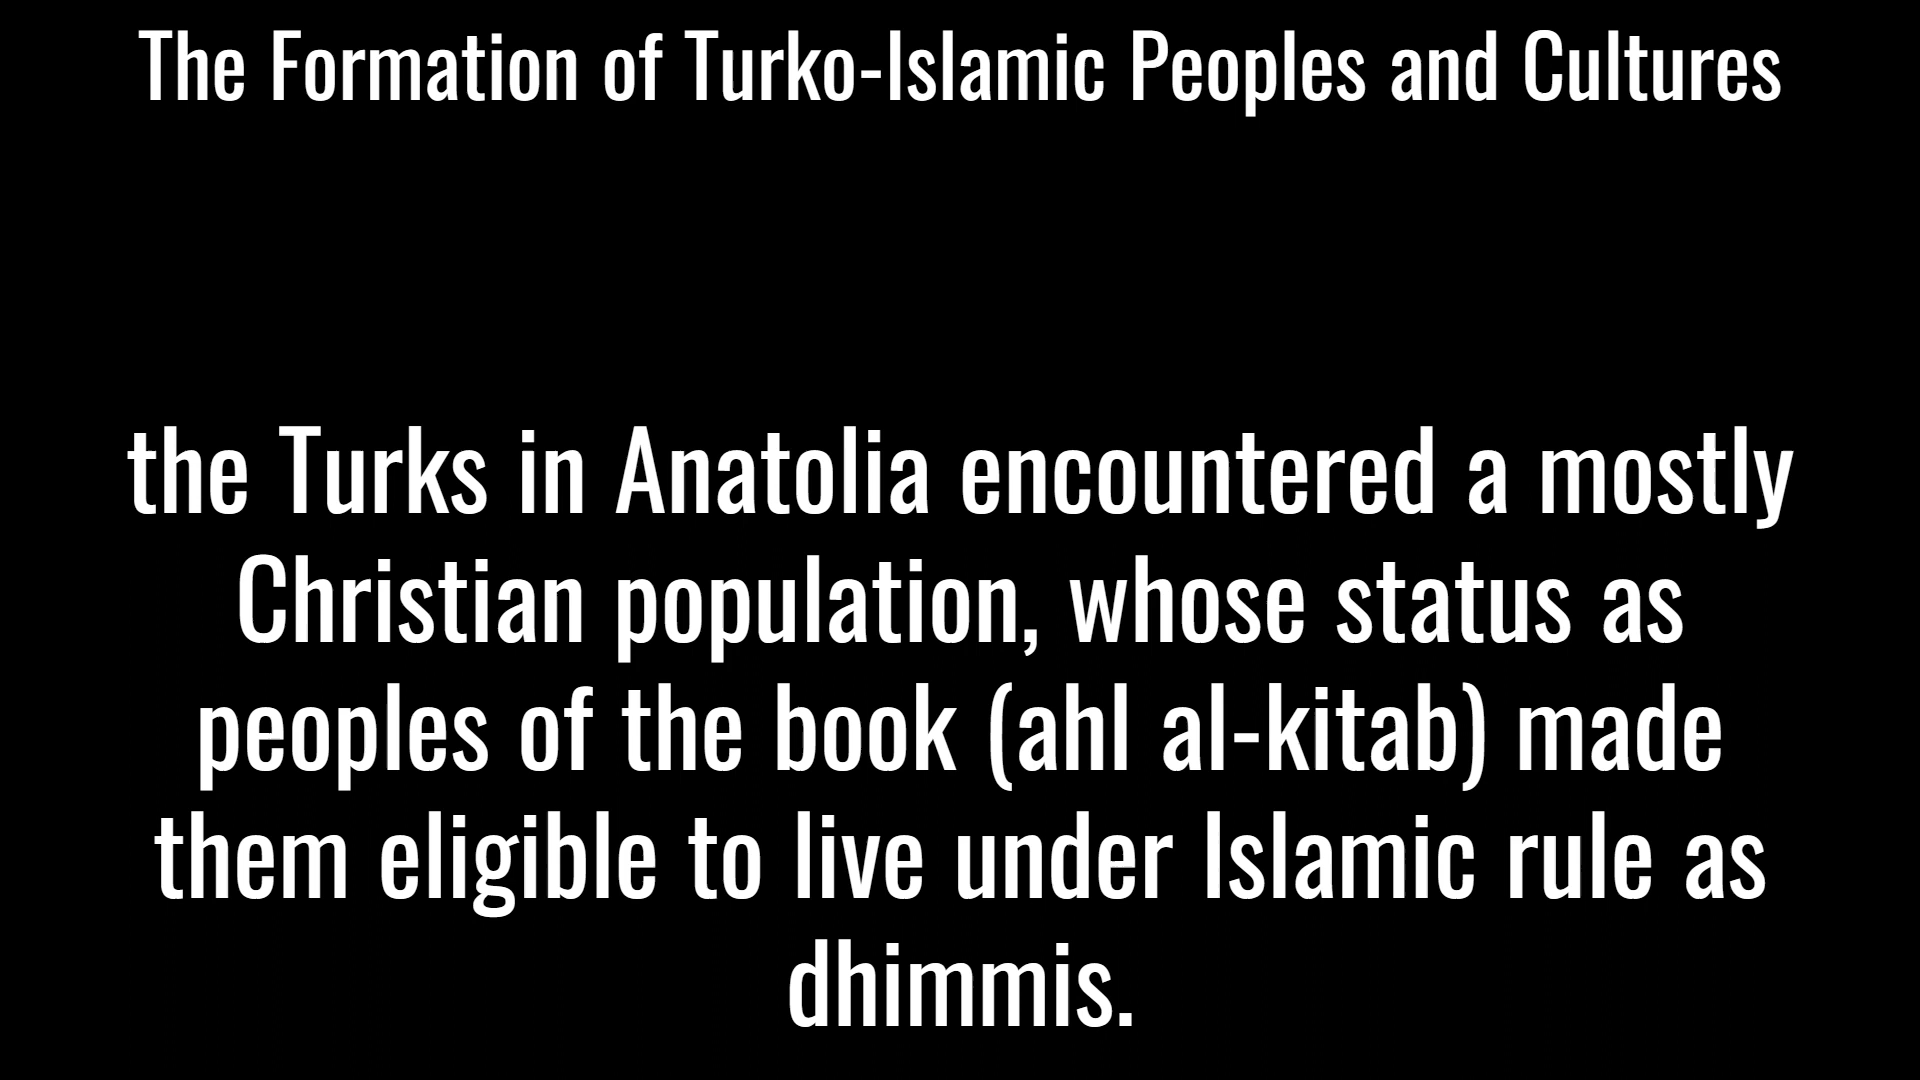 The Formation of Turko-Islamic Peoples and Cultures
the Turks in Anatolia encountered a mostly
Christian population, whose status as
peoples of the book (ahl al-kitab) made
them eligible to live under Islamic rule as
dhimmis.